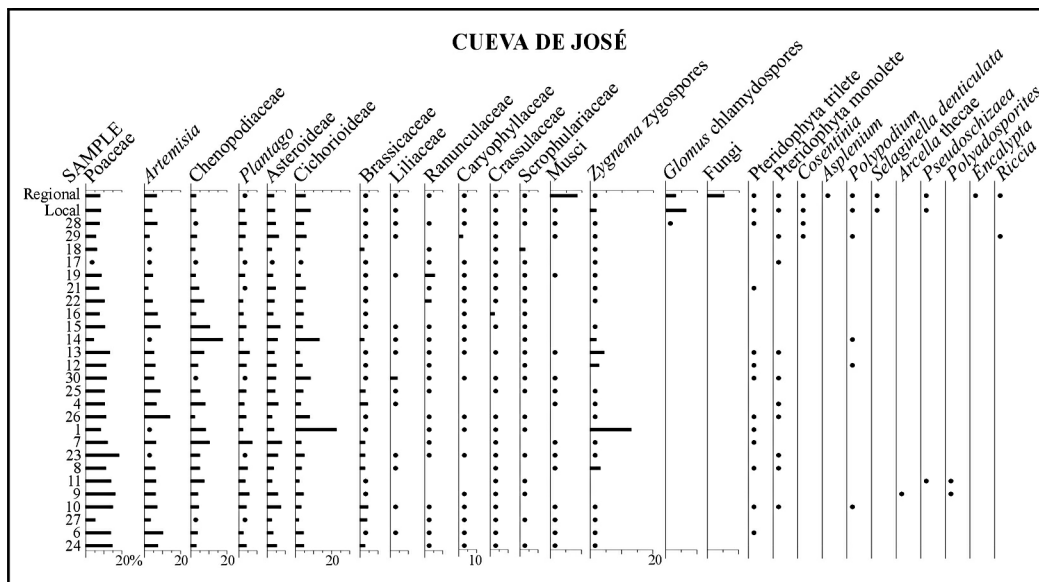 CUEVA DE JOSÉ
SAMPLE
Poaceae
Artemisia
Chenopodiaceae
Plantago
Asteroideae
Cichorioideae
Brassicaceae
Liliaceae
Ranunculaceae
Caryophyllaceae
Crassulaceae
Scrophulariaceae
Musci
Zygnema zygospores
Glomus chlamydospores
Fungi
Pteridophyta trilete
Pteridophyta monolete
Cosentinia
Asplenium
Polypodium
Selaginella denticulata
Arcella thecae
Pseudoschizaea
Polyadosporites
Encalypta
Riccia
Regional
Local
28
29
18
17
19
21
22
16
15
14
13
12
30
25
4
26
1
7
23
8
11
9
10
27
6
24
20% 20 20 20 10 20